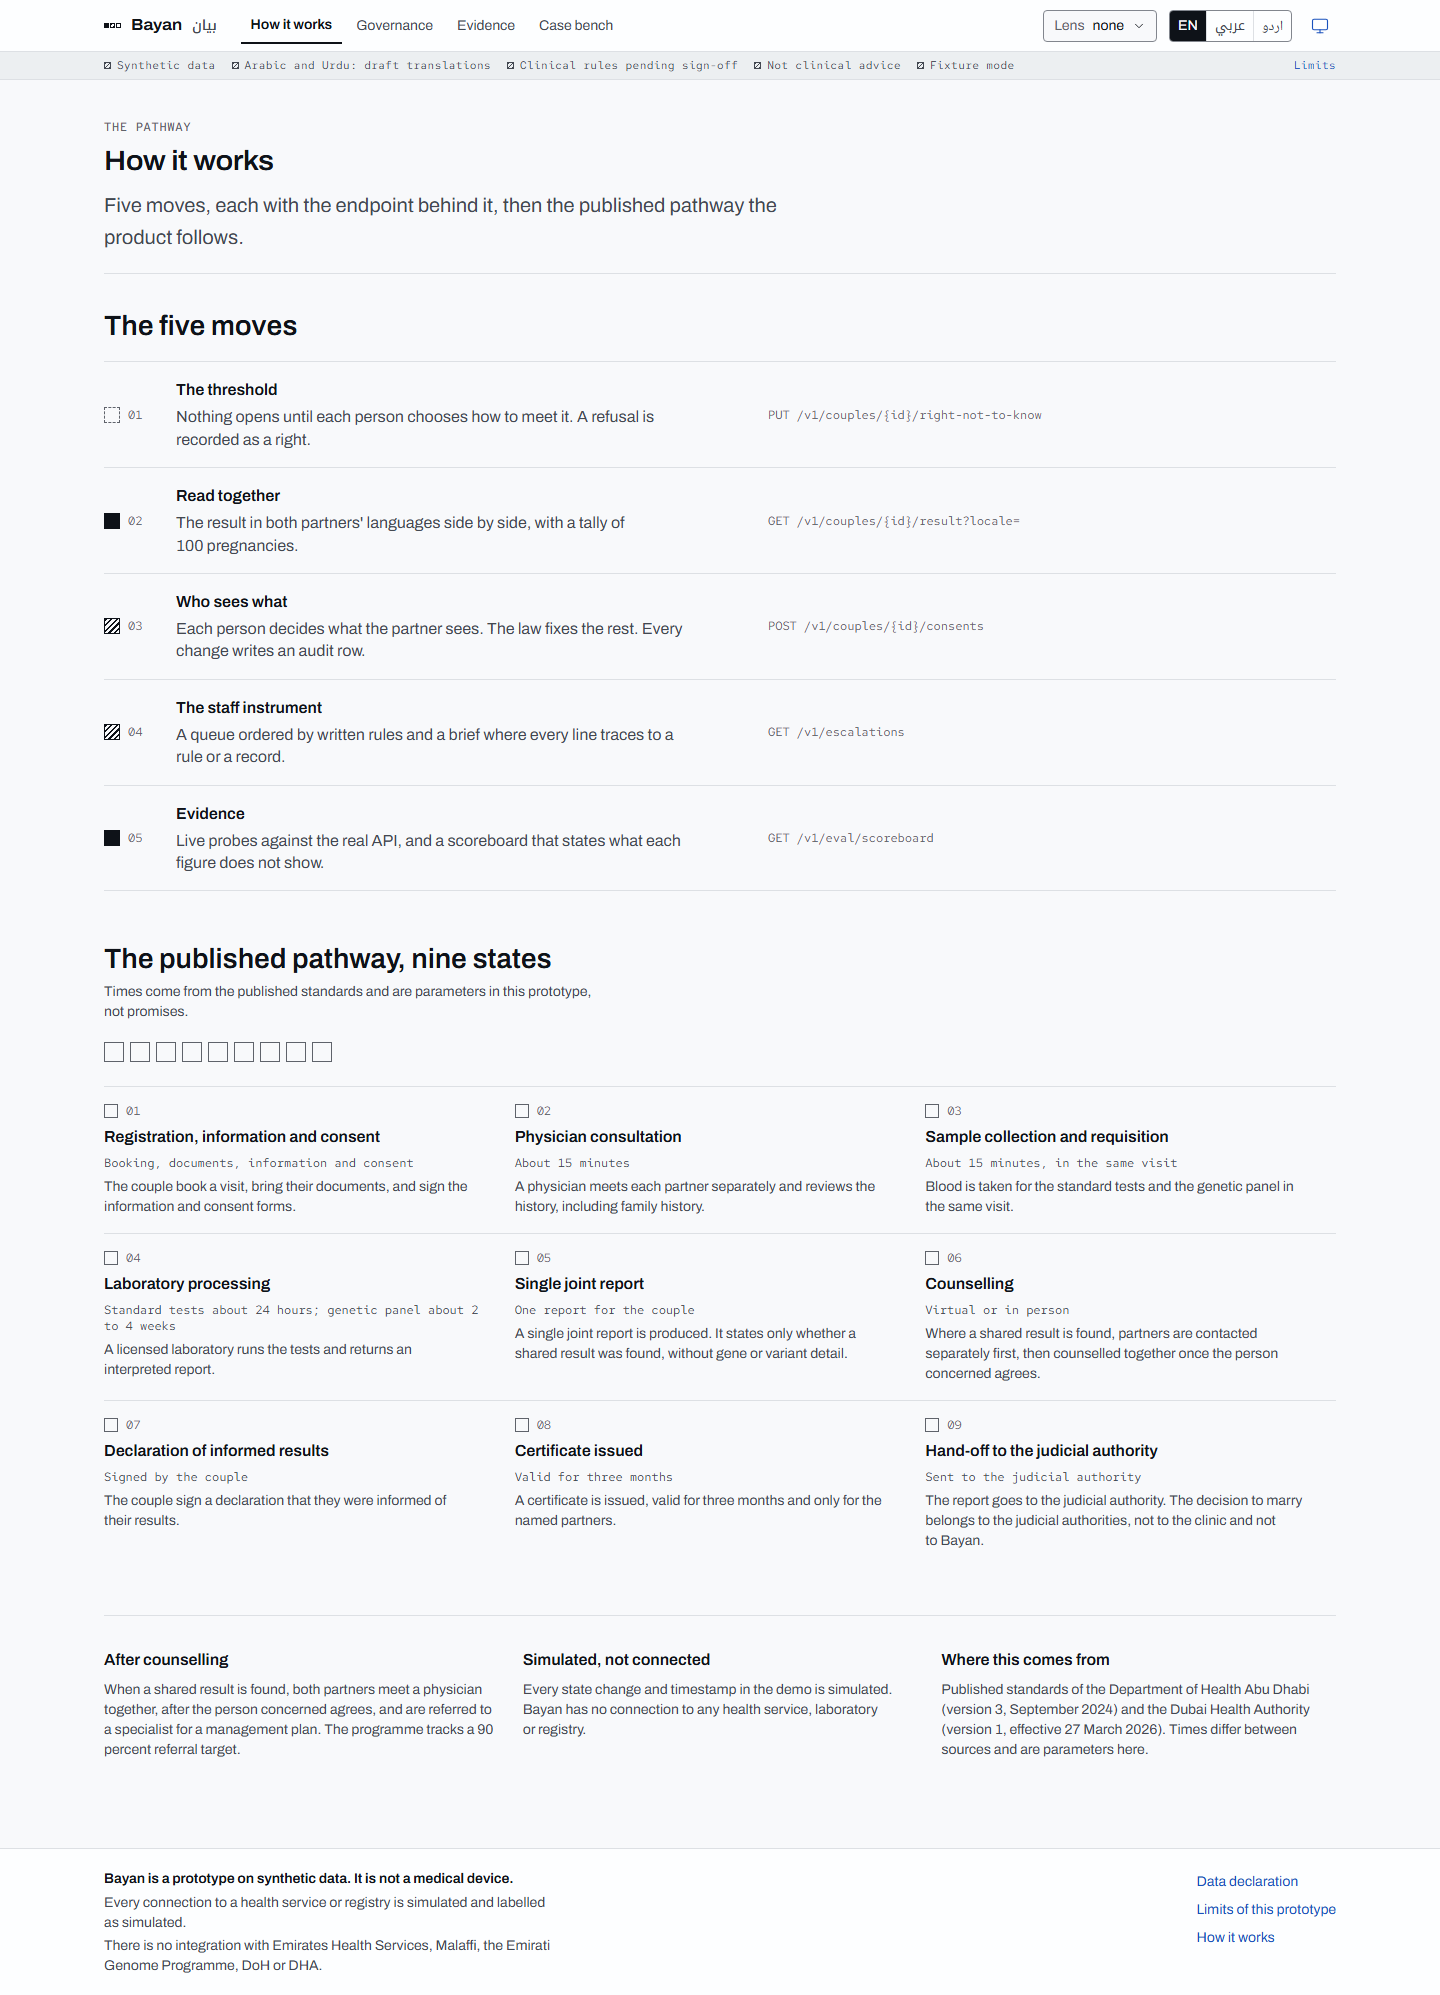 Bayan بيان How it works Governance Evidence Case bench Lens none EN عربي اردو
Synthetic data Arabic and Urdu: draft translations Clinical rules pending sign-off Not clinical advice Fixture mode Limits
THE PATHWAY
How it works
Five moves, each with the endpoint behind it, then the published pathway the
product follows.
The five moves
01
The threshold
Nothing opens until each person chooses how to meet it. A refusal is
recorded as a right.
PUT /v1/couples/{id}/right-not-to-know
02
Read together
The result in both partners' languages side by side, with a tally of
100 pregnancies.
GET /v1/couples/{id}/result?locale=
03
Who sees what
Each person decides what the partner sees. The law fixes the rest. Every
change writes an audit row.
POST /v1/couples/{id}/consents
04
The staff instrument
A queue ordered by written rules and a brief where every line traces to a
rule or a record.
GET /v1/escalations
05
Evidence
Live probes against the real API, and a scoreboard that states what each
figure does not show.
GET /v1/eval/scoreboard
The published pathway, nine states
Times come from the published standards and are parameters in this prototype,
not promises.
01
Registration, information and consent
Booking, documents, information and consent
The couple book a visit, bring their documents, and sign the
information and consent forms.
02
Physician consultation
About 15 minutes
A physician meets each partner separately and reviews the
history, including family history.
03
Sample collection and requisition
About 15 minutes, in the same visit
Blood is taken for the standard tests and the genetic panel in
the same visit.
04
Laboratory processing
Standard tests about 24 hours; genetic panel about 2
to 4 weeks
A licensed laboratory runs the tests and returns an
interpreted report.
05
Single joint report
One report for the couple
A single joint report is produced. It states only whether a
shared result was found, without gene or variant detail.
06
Counselling
Virtual or in person
Where a shared result is found, partners are contacted
separately first, then counselled together once the person
concerned agrees.
07
Declaration of informed results
Signed by the couple
The couple sign a declaration that they were informed of
their results.
08
Certificate issued
Valid for three months
A certificate is issued, valid for three months and only for the
named partners.
09
Hand-off to the judicial authority
Sent to the judicial authority
The report goes to the judicial authority. The decision to marry
belongs to the judicial authorities, not to the clinic and not
to Bayan.
After counselling
When a shared result is found, both partners meet a physician
together, after the person concerned agrees, and are referred to
a specialist for a management plan. The programme tracks a 90
percent referral target.
Simulated, not connected
Every state change and timestamp in the demo is simulated.
Bayan has no connection to any health service, laboratory
or registry.
Where this comes from
Published standards of the Department of Health Abu Dhabi
(version 3, September 2024) and the Dubai Health Authority
(version 1, effective 27 March 2026). Times differ between
sources and are parameters here.
Bayan is a prototype on synthetic data. It is not a medical device.
Every connection to a health service or registry is simulated and labelled
as simulated.
There is no integration with Emirates Health Services, Malaffi, the Emirati
Genome Programme, DoH or DHA.
Data declaration
Limits of this prototype
How it works